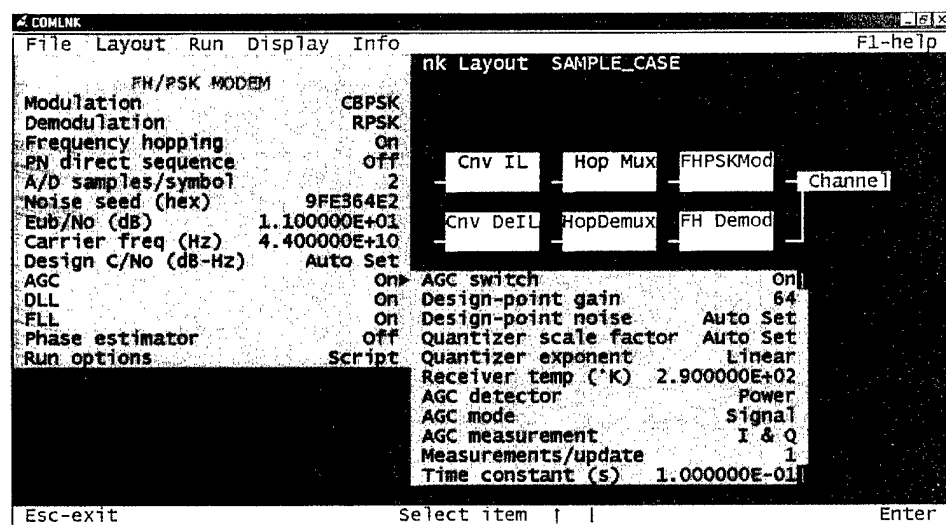 COMLNK
File Layout Run Display Info F1-help
nk Layout SAMPLE_CASE
FH/PSK MODEM
Modulation CBPSK
Demodulation RPSK
Frequency hopping On
PN direct sequence Off
A/D samples/symbol 2
Noise seed (hex) 9FE364E2
Eub/No (dB) 1.100000E+01
Carrier freq (Hz) 4.400000E+10
Design C/No (dB-Hz) Auto Set
AGC On
DLL On
FLL On
Phase estimator Off
Run options Script
Cnv IL Hop Mux FHPSKMod
Channel
Cnv DeIL HopDemux FH Demod
AGC switch On
Design-point gain 64
Design-point noise Auto Set
Quantizer scale factor Auto Set
Quantizer exponent Linear
Receiver temp (°K) 2.900000E+02
AGC detector Power
AGC mode Signal
AGC measurement I & Q
Measurements/update 1
Time constant (s) 1.000000E-01
Esc-exit Select item ↑ ↓ Enter